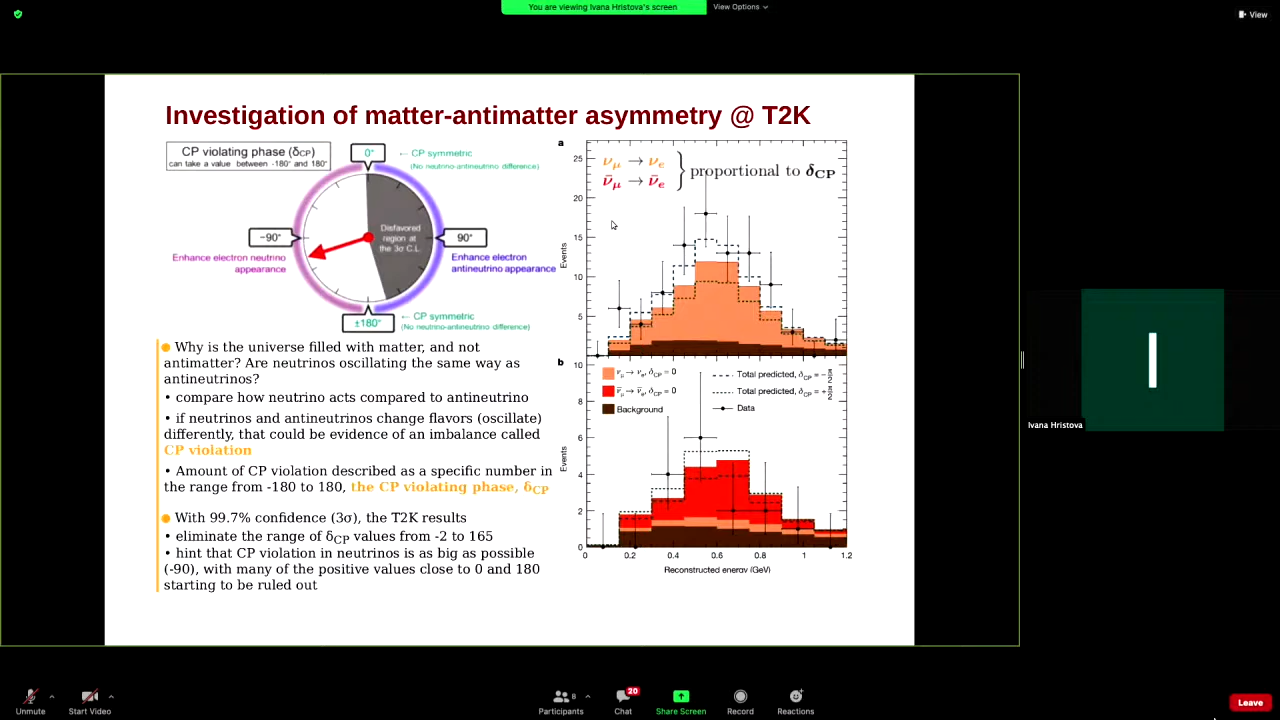 You are viewing Ivana Hristova's screen
View Options
View
Investigation of matter-antimatter asymmetry @ T2K
CP violating phase (δCP)
can take a value between -180° and 180°
0°
← CP symmetric
(No neutrino-antineutrino difference)
Disfavored
region at
the 3σ C.L.
−90°
90°
Enhance electron neutrino
appearance
Enhance electron
antineutrino appearance
±180°
← CP symmetric
(No neutrino-antineutrino difference)
Why is the universe filled with matter, and not
antimatter? Are neutrinos oscillating the same way as
antineutrinos?
• compare how neutrino acts compared to antineutrino
• if neutrinos and antineutrinos change flavors (oscillate)
differently, that could be evidence of an imbalance called
CP violation
• Amount of CP violation described as a specific number in
the range from -180 to 180, the CP violating phase, δCP
With 99.7% confidence (3σ), the T2K results
• eliminate the range of δCP values from -2 to 165
• hint that CP violation in neutrinos is as big as possible
(-90), with many of the positive values close to 0 and 180
starting to be ruled out
a
νμ → νe
ν̄μ → ν̄e
} proportional to δCP
25
20
15
10
5
Events
b
νμ → νe, δCP = 0
ν̄μ → ν̄e, δCP = 0
Background
Total predicted, δCP = −
Total predicted, δCP = +
Data
10
8
6
4
2
0
Events
0 0.2 0.4 0.6 0.8 1 1.2
Reconstructed energy (GeV)
I
Ivana Hristova
Unmute
Start Video
8
Participants
20
Chat
Share Screen
Record
Reactions
Leave